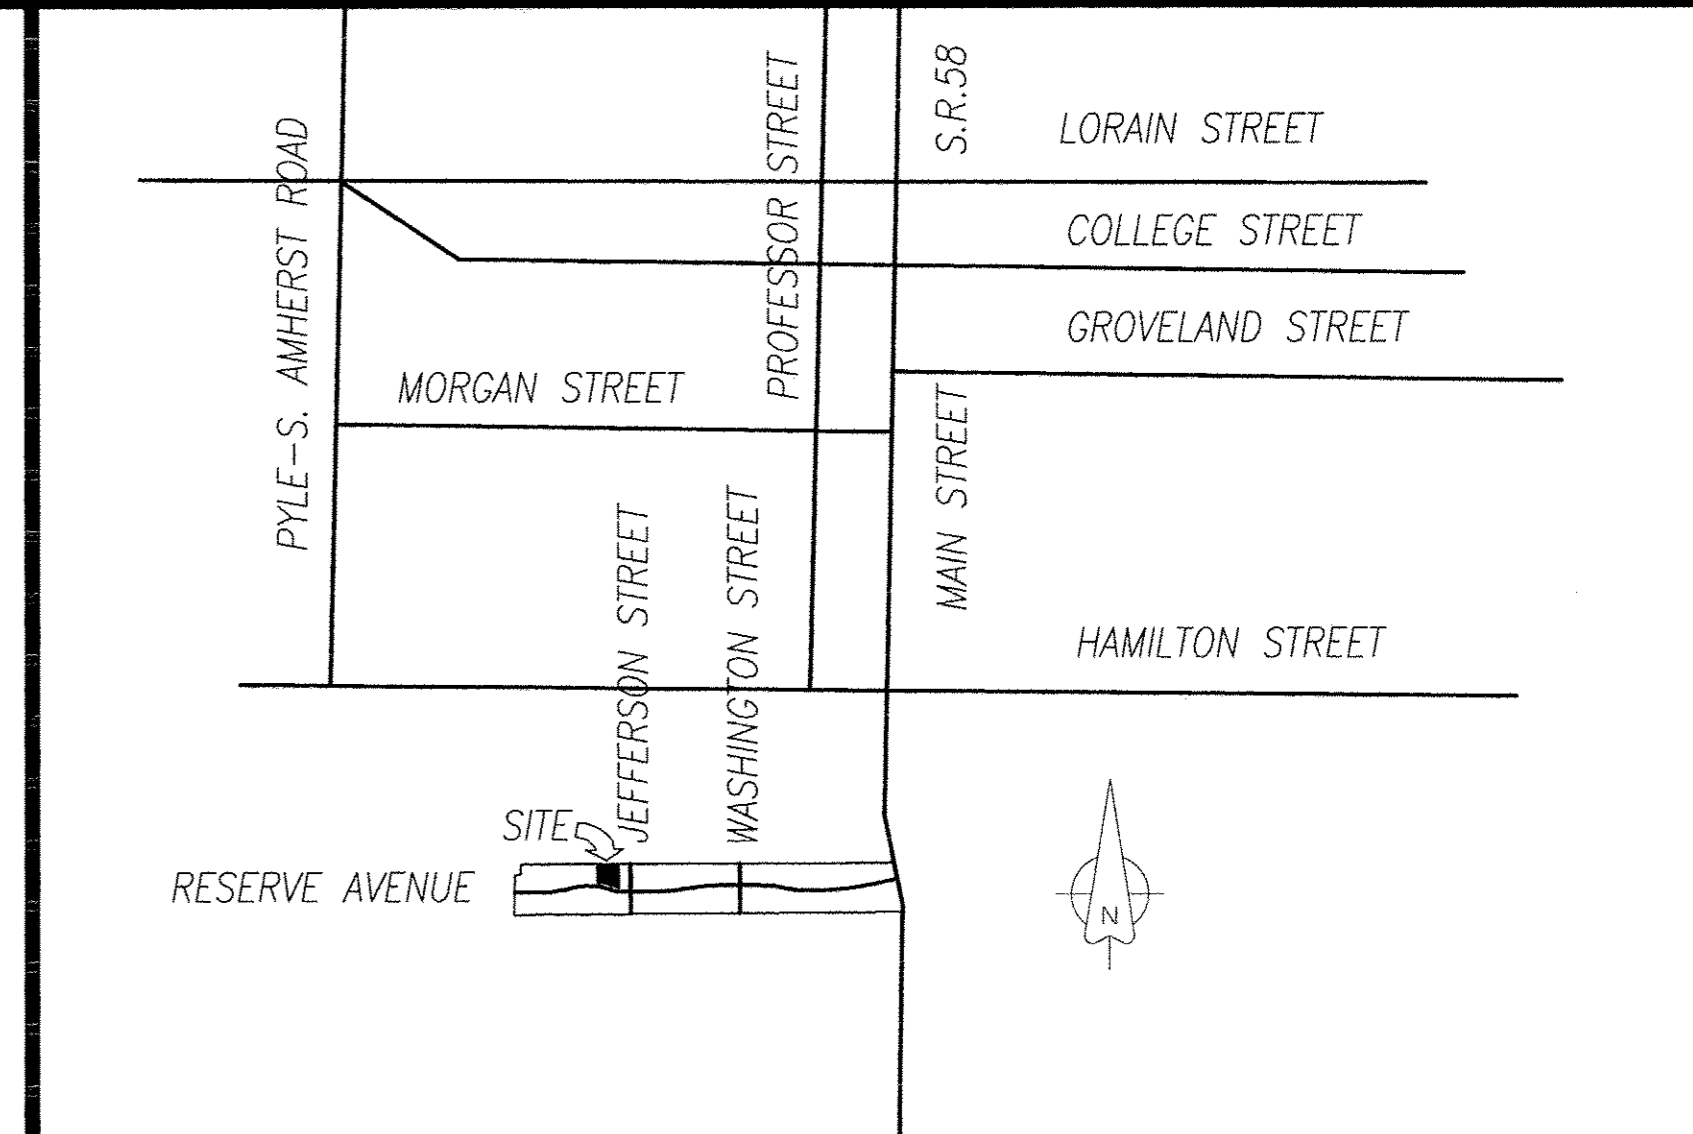 S.R.58
LORAIN STREET
PROFESSOR STREET
PYLE-S. AMHERST ROAD
COLLEGE STREET
GROVELAND STREET
MORGAN STREET
MAIN STREET
JEFFERSON STREET
WASHINGTON STREET
HAMILTON STREET
SITE
RESERVE AVENUE
N